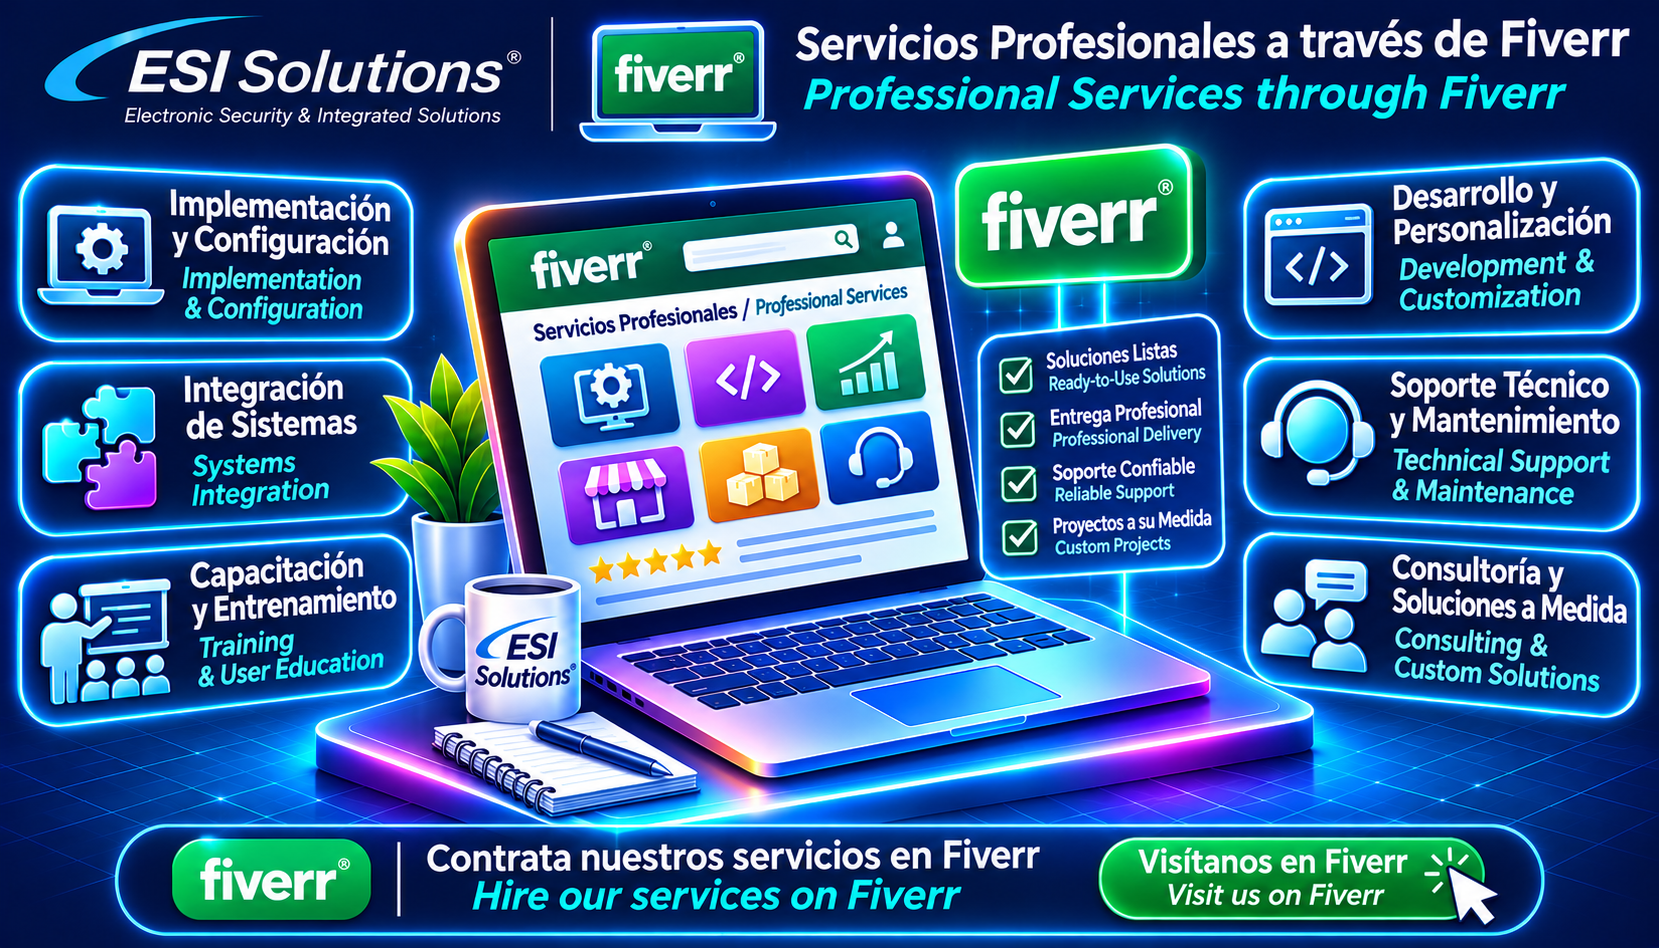 ESI Solutions®
Electronic Security & Integrated Solutions
fiverr®
Servicios Profesionales a través de Fiverr
Professional Services through Fiverr
Implementación
y Configuración
Implementation
& Configuration
Integración
de Sistemas
Systems
Integration
Capacitación
y Entrenamiento
Training
& User Education
fiverr®
Servicios Profesionales / Professional Services
ESI
Solutions®
fiverr®
Soluciones Listas
Ready-to-Use Solutions
Entrega Profesional
Professional Delivery
Soporte Confiable
Reliable Support
Proyectos a su Medida
Custom Projects
Desarrollo y
Personalización
</>
Development &
Customization
Soporte Técnico
y Mantenimiento
Technical Support
& Maintenance
Consultoría y
Soluciones a Medida
Consulting &
Custom Solutions
fiverr®
Contrata nuestros servicios en Fiverr
Hire our services on Fiverr
Visítanos en Fiverr
Visit us on Fiverr